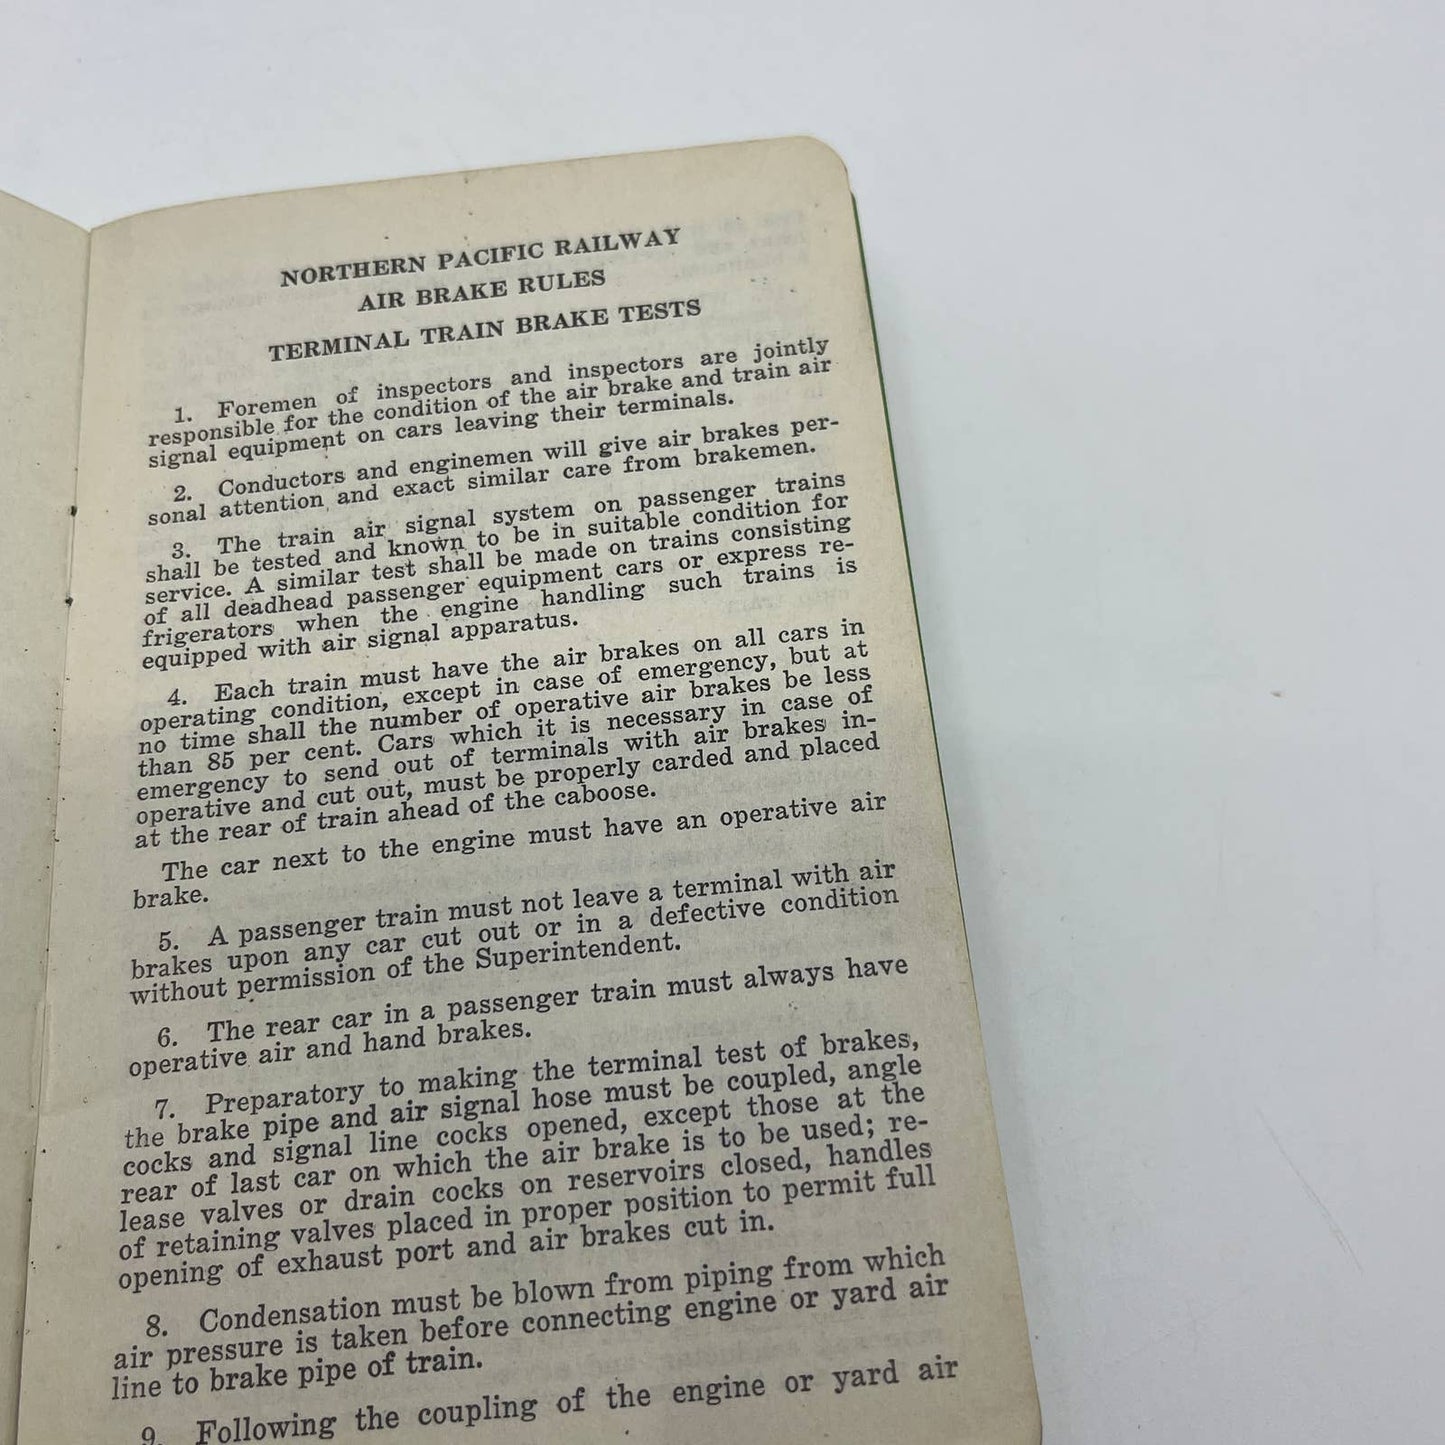 NORTHERN PACIFIC RAILWAY
AIR BRAKE RULES
TERMINAL TRAIN BRAKE TESTS
1. Foremen of inspectors and inspectors are jointly
responsible for the condition of the air brake and train air
signal equipment on cars leaving their terminals.
2. Conductors and enginemen will give air brakes per-
sonal attention and exact similar care from brakemen.
3. The train air signal system on passenger trains
shall be tested and known to be in suitable condition for
service. A similar test shall be made on trains consisting
of all deadhead passenger equipment cars or express re-
frigerators when the engine handling such trains is
equipped with air signal apparatus.
4. Each train must have the air brakes on all cars in
operating condition, except in case of emergency, but at
no time shall the number of operative air brakes be less
than 85 per cent. Cars which it is necessary in case of
emergency to send out of terminals with air brakes in-
operative and cut out, must be properly carded and placed
at the rear of train ahead of the caboose.
The car next to the engine must have an operative air
brake.
5. A passenger train must not leave a terminal with air
brakes upon any car cut out or in a defective condition
without permission of the Superintendent.
6. The rear car in a passenger train must always have
operative air and hand brakes.
7. Preparatory to making the terminal test of brakes,
the brake pipe and air signal hose must be coupled, angle
cocks and signal line cocks opened, except those at the
rear of last car on which the air brake is to be used; re-
lease valves or drain cocks on reservoirs closed, handles
of retaining valves placed in proper position to permit full
opening of exhaust port and air brakes cut in.
8. Condensation must be blown from piping from which
air pressure is taken before connecting engine or yard air
line to brake pipe of train.
9. Following the coupling of the engine or yard air